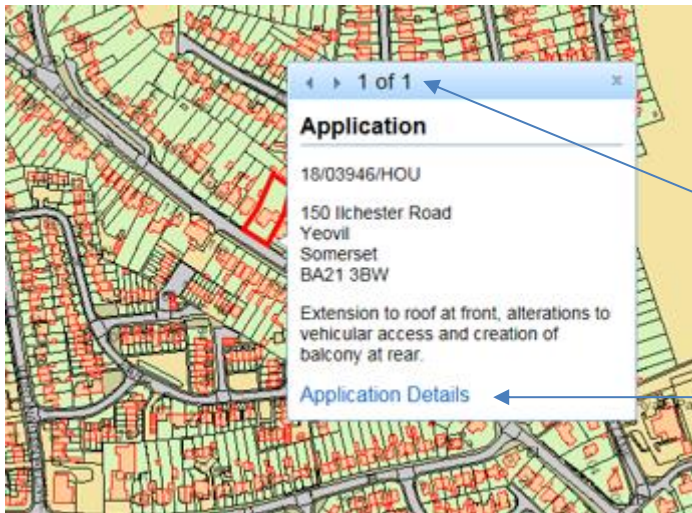 1 of 1
Application
18/03946/HOU
150 Ilchester Road
Yeovil
Somerset
BA21 3BW
Extension to roof at front, alterations to
vehicular access and creation of
balcony at rear.
Application Details